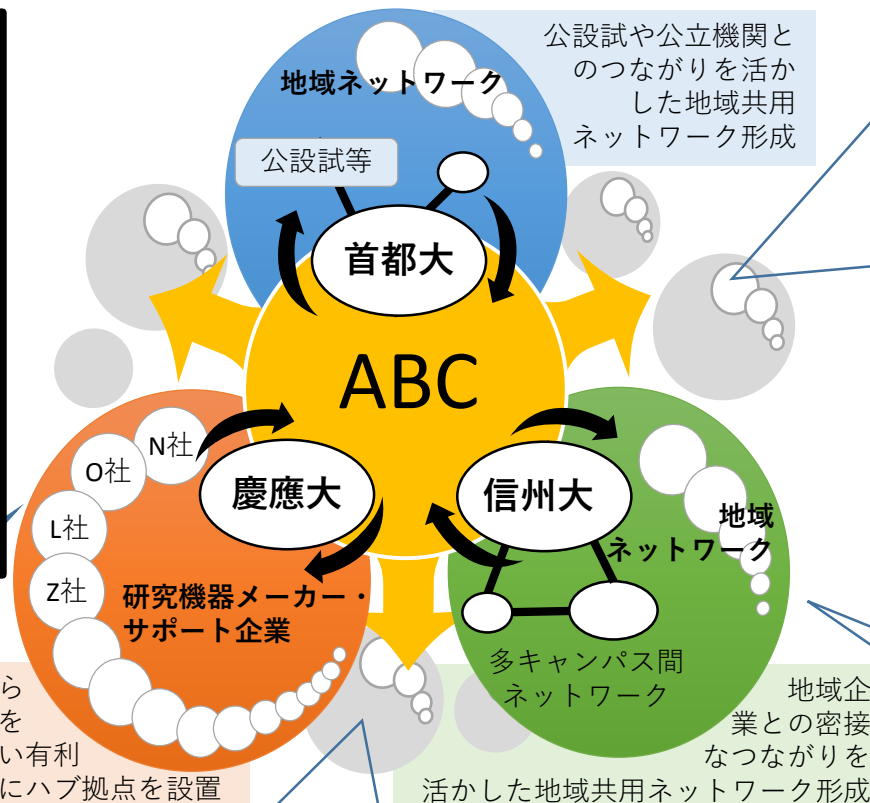 公設試や公立機関と
のつながりを活か
した地域共用
ネットワーク形成
地域ネットワーク
公設試等
首都大
ABC
N社
O社
L社
Z社
慶應大
研究機器メーカー・
サポート企業
信州大
地域
ネットワーク
多キャンパス間
ネットワーク
ら
を
い有利
にハブ拠点を設置
地域企
業との密接
なつながりを
活かした地域共用ネットワーク形成